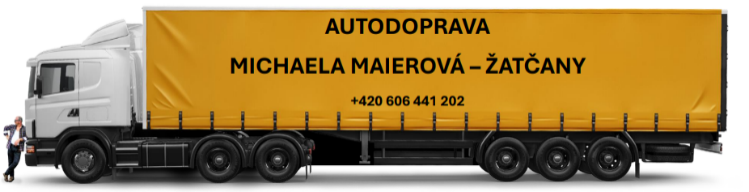 AUTODOPRAVA
MICHAELA MAIEROVÁ – ŽATČANY
+420 606 441 202